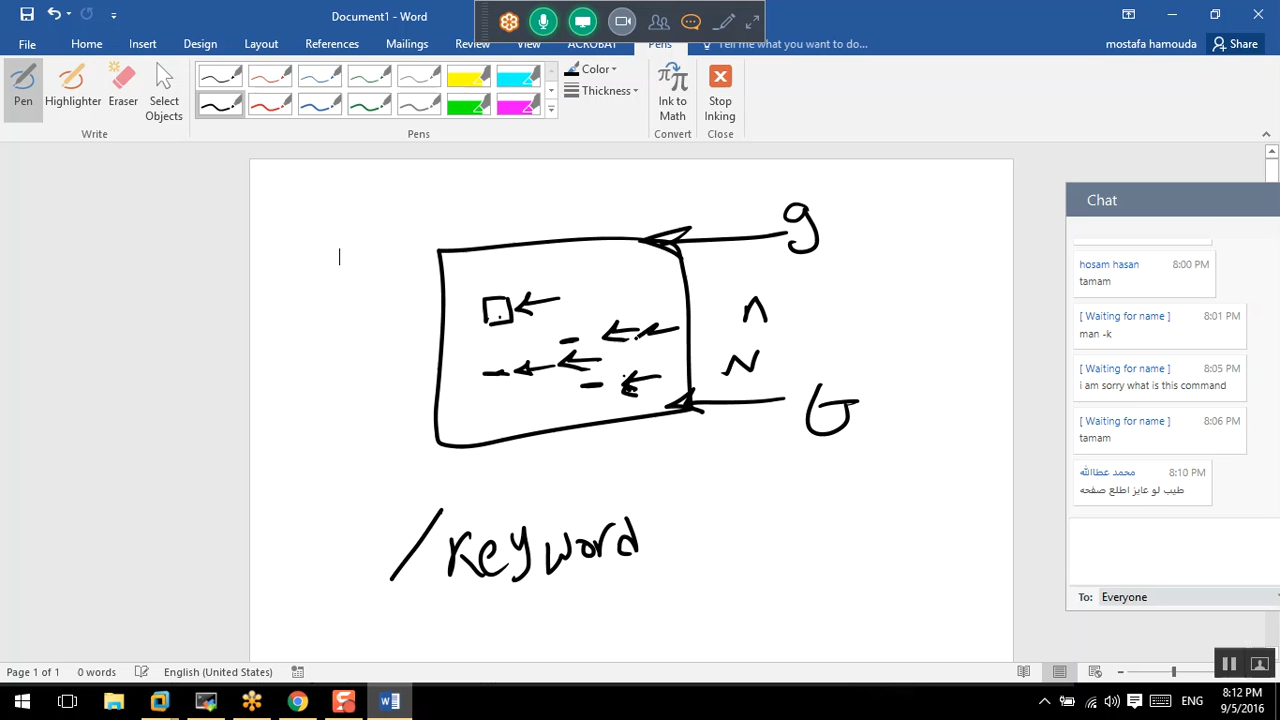 Document1 - Word
mostafa hamouda
Share
File
Home
Insert
Design
Layout
References
Mailings
Review
View
ACROBAT
Pens
Tell me what you want to do...
Pen
Highlighter
Eraser
Select Objects
Color
Thickness
Ink to Math
Stop Inking
Write
Pens
Convert
Close
g
n
N
G
/Keyword
Chat
hosam hasan 8:00 PM
tamam
[ Waiting for name ] 8:01 PM
man -k
[ Waiting for name ] 8:05 PM
i am sorry what is this command
[ Waiting for name ] 8:06 PM
tamam
محمد عطاالله 8:10 PM
طيب لو عايز اطلع صفحه
To: Everyone
Page 1 of 1
0 words
English (United States)
ENG
8:12 PM
9/5/2016